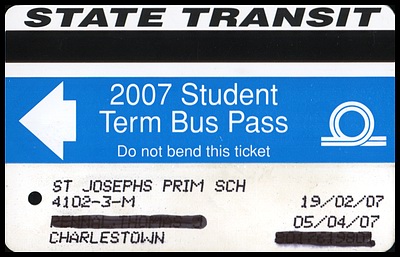 STATE TRANSIT
2007 Student
Term Bus Pass
Do not bend this ticket
ST JOSEPHS PRIM SCH
4102-3-M 19/02/07
05/04/07
CHARLESTOWN